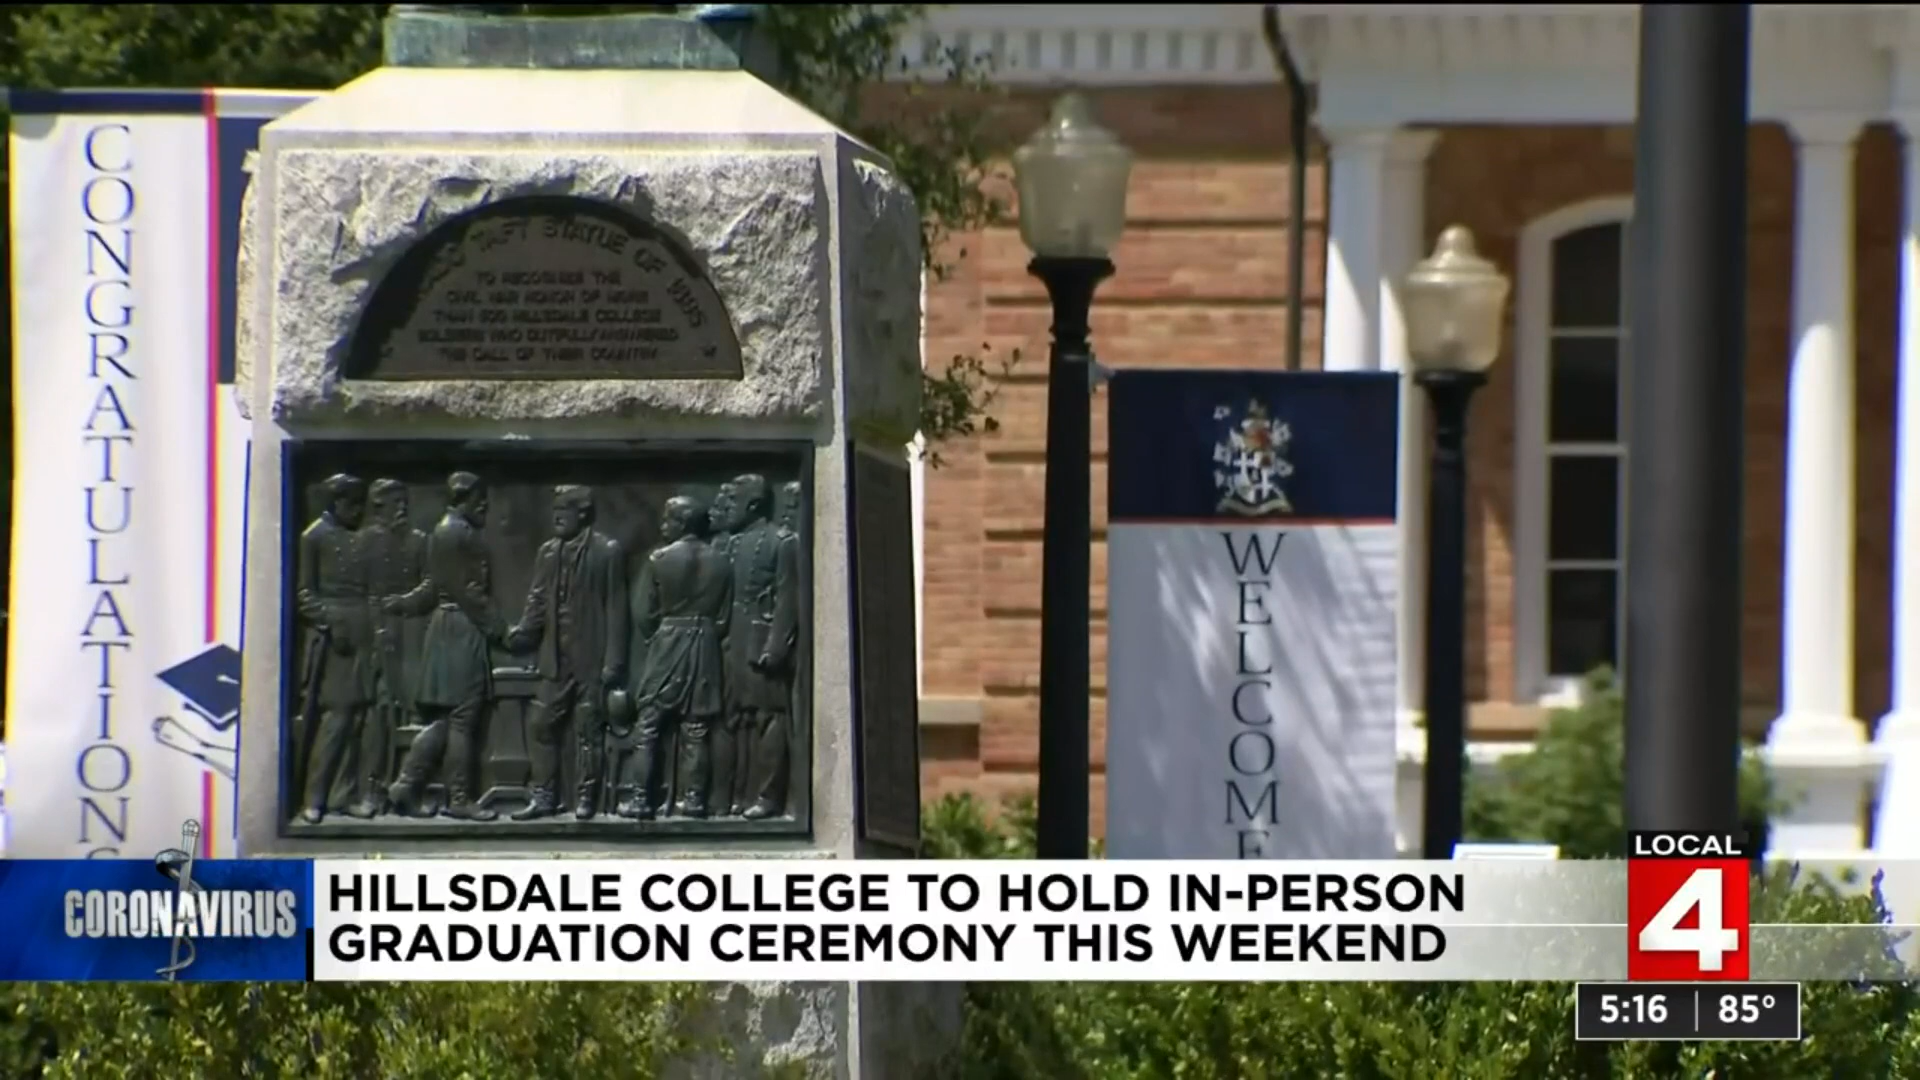 CONGRATULATIONS
TAFT STATUE OF 1895
TO RECOGNIZE THE
CIVIL WAR HONOR OF MORE
THAN 400 HILLSDALE COLLEGE
SOLDIERS WHO DUTIFULLY ANSWERED
THE CALL OF THEIR COUNTRY
WELCOME
CORONAVIRUS
HILLSDALE COLLEGE TO HOLD IN-PERSON
GRADUATION CEREMONY THIS WEEKEND
LOCAL
4
5:16 85°